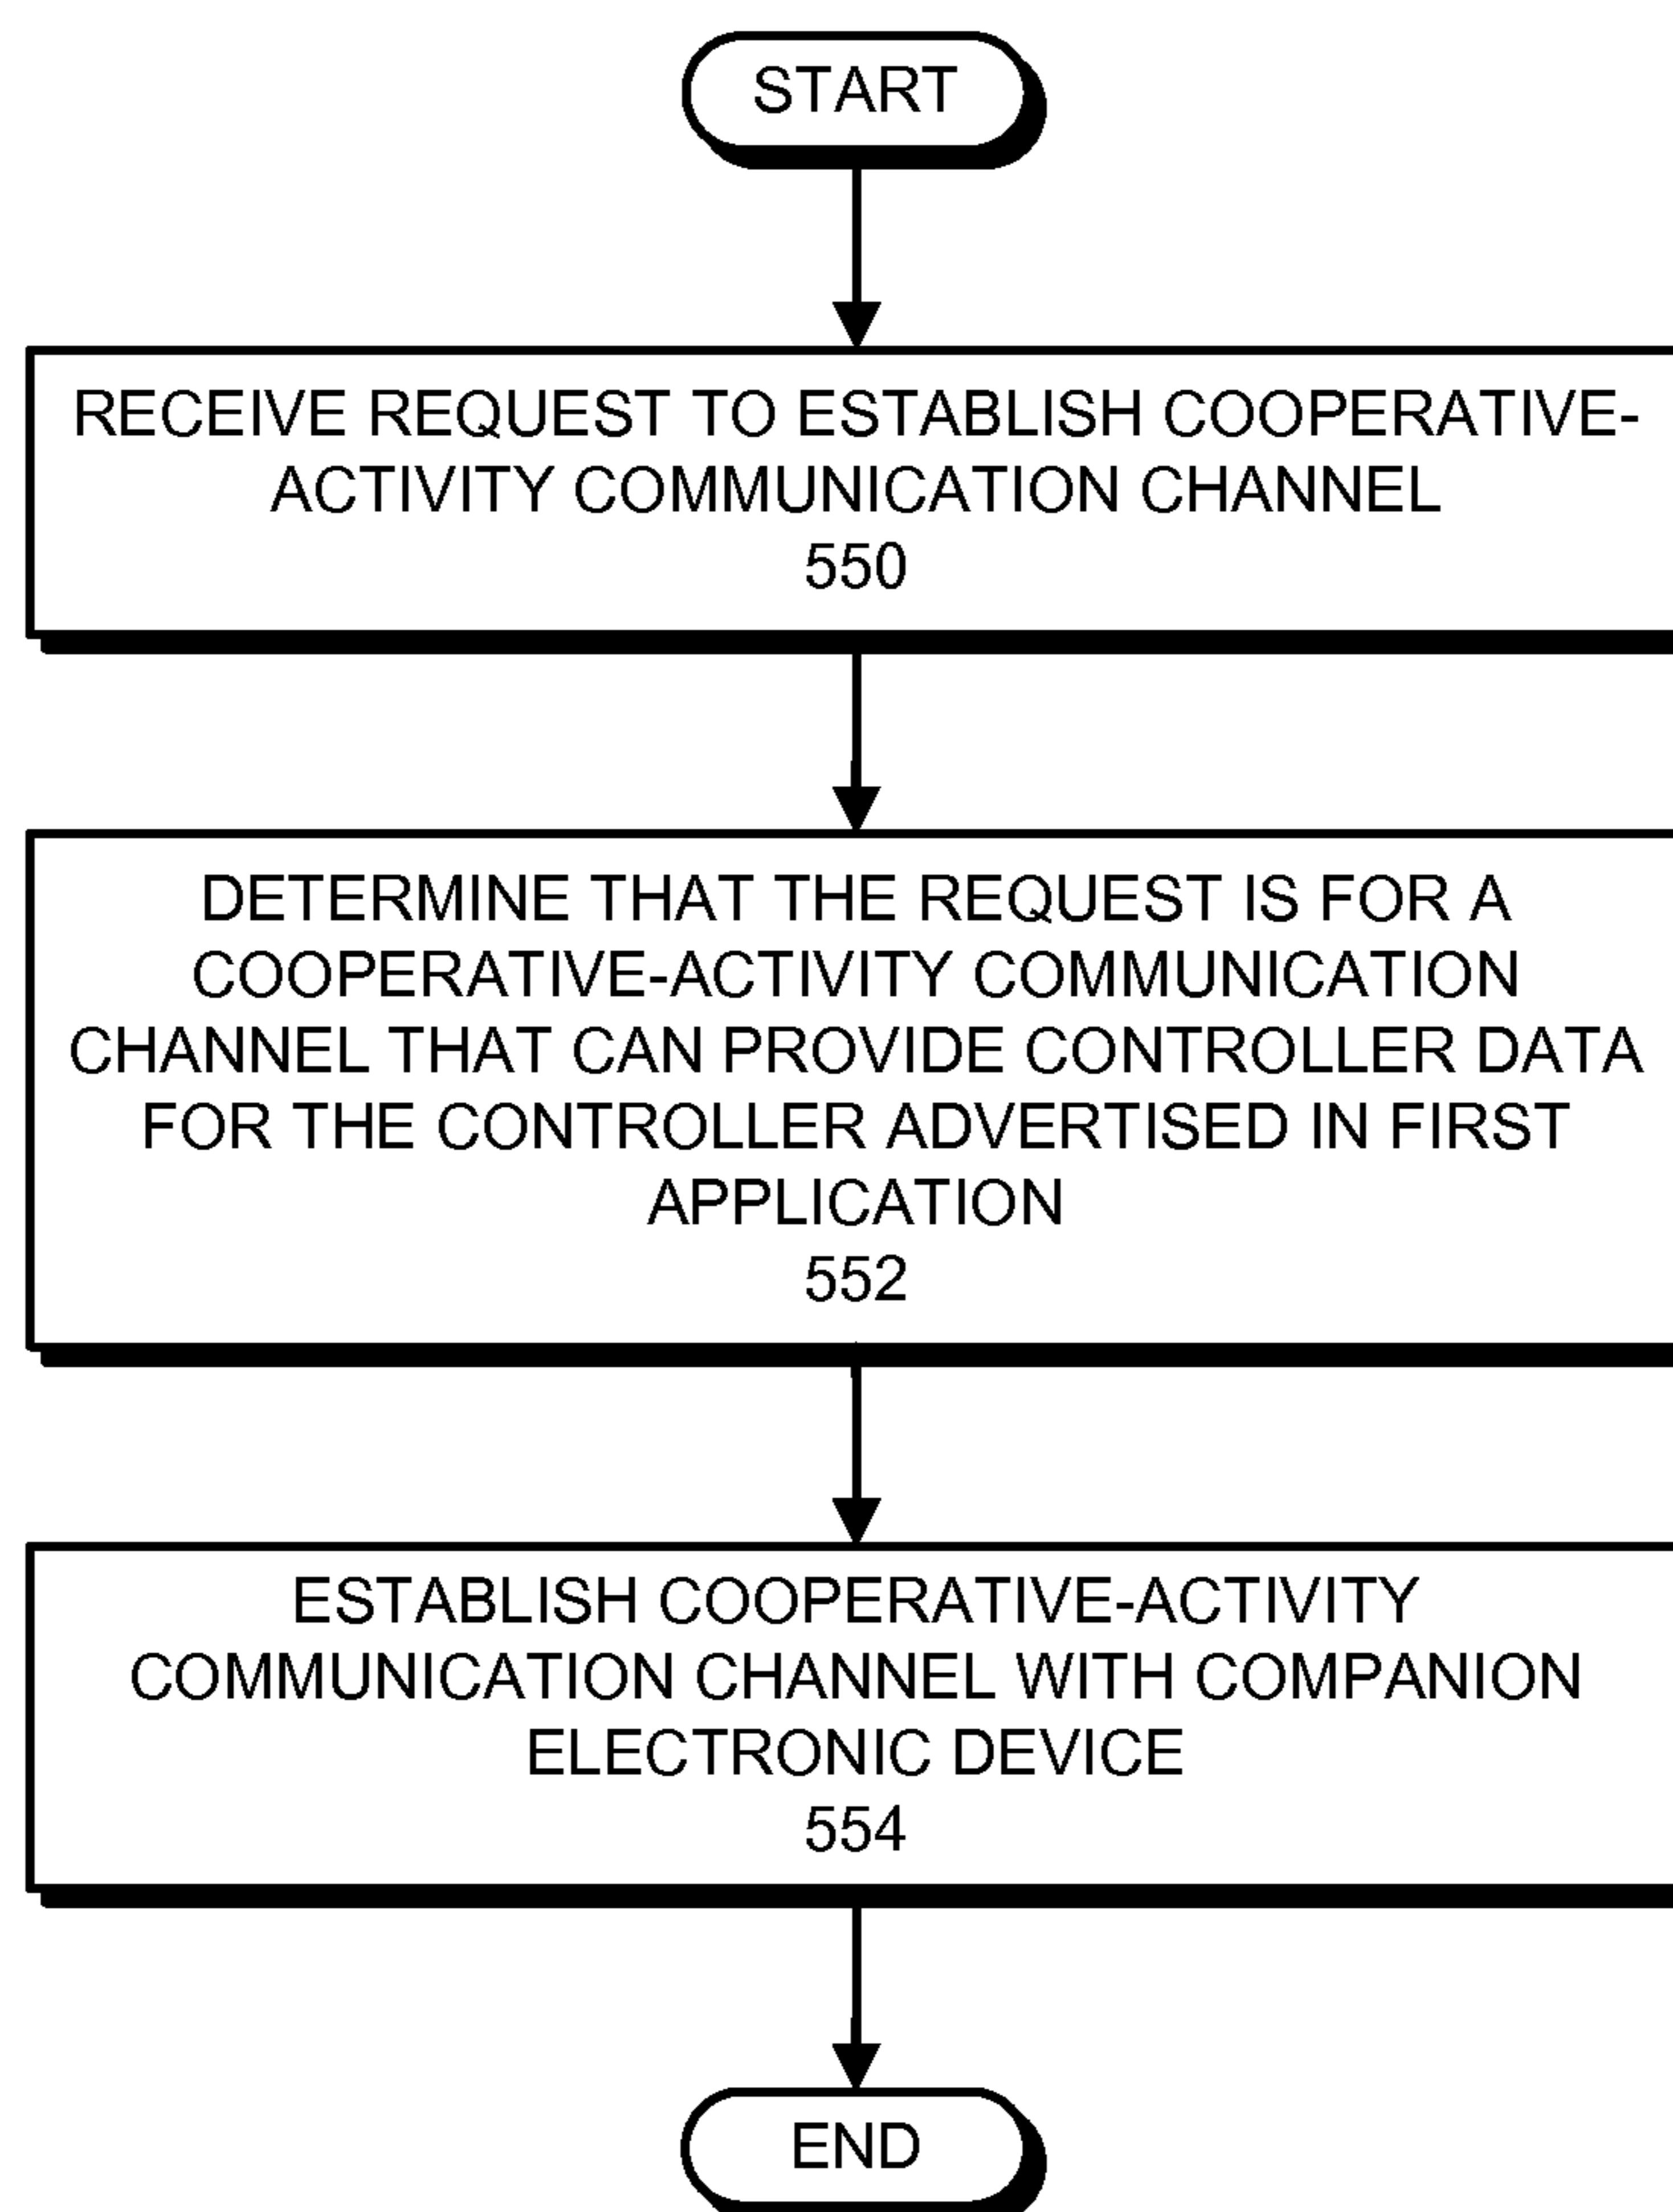 START
RECEIVE REQUEST TO ESTABLISH COOPERATIVE-
ACTIVITY COMMUNICATION CHANNEL
550
DETERMINE THAT THE REQUEST IS FOR A
COOPERATIVE-ACTIVITY COMMUNICATION
CHANNEL THAT CAN PROVIDE CONTROLLER DATA
FOR THE CONTROLLER ADVERTISED IN FIRST
APPLICATION
552
ESTABLISH COOPERATIVE-ACTIVITY
COMMUNICATION CHANNEL WITH COMPANION
ELECTRONIC DEVICE
554
END